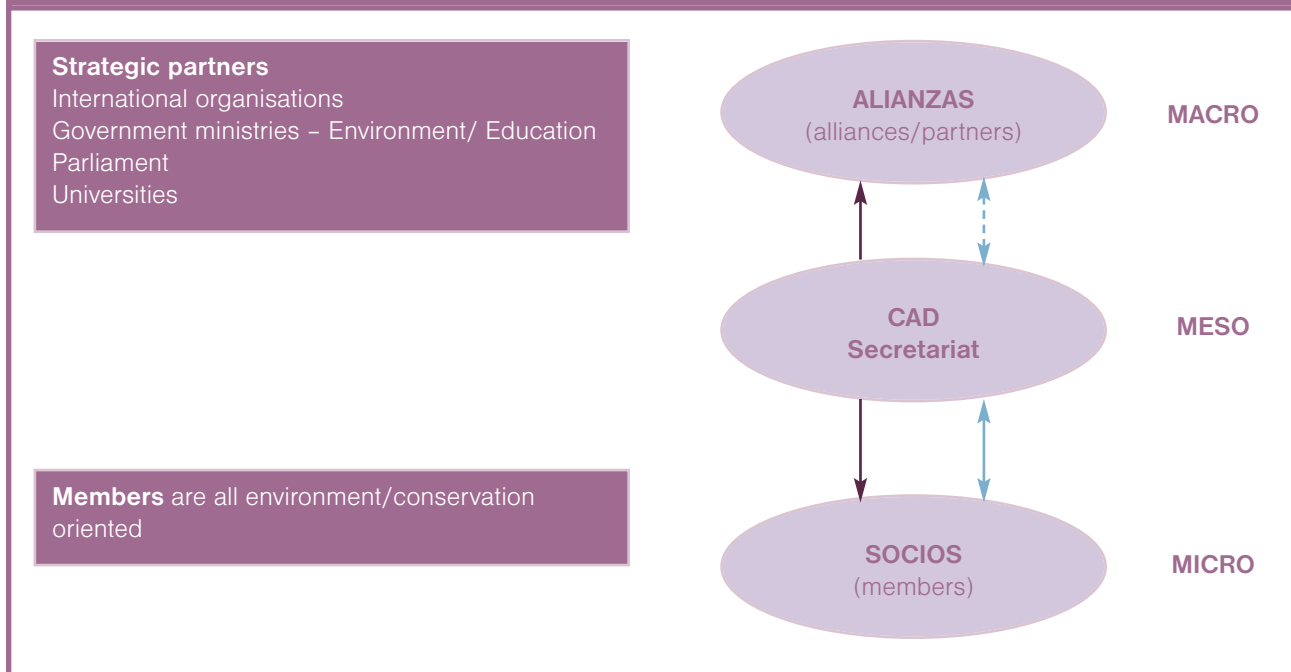 Strategic partners
International organisations
Government ministries – Environment/ Education
Parliament
Universities
ALIANZAS
(alliances/partners)
MACRO
CAD
Secretariat
MESO
Members are all environment/conservation
oriented
SOCIOS
(members)
MICRO